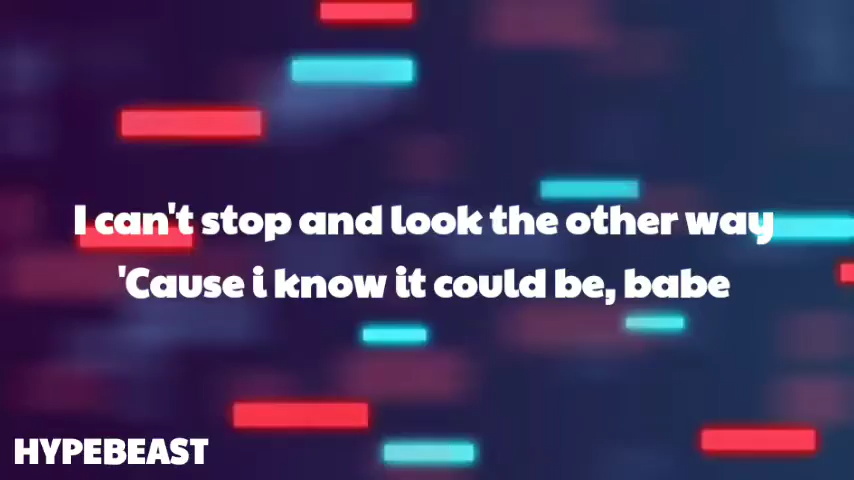 I can't stop and look the other way
'Cause i know it could be, babe
HYPEBEAST